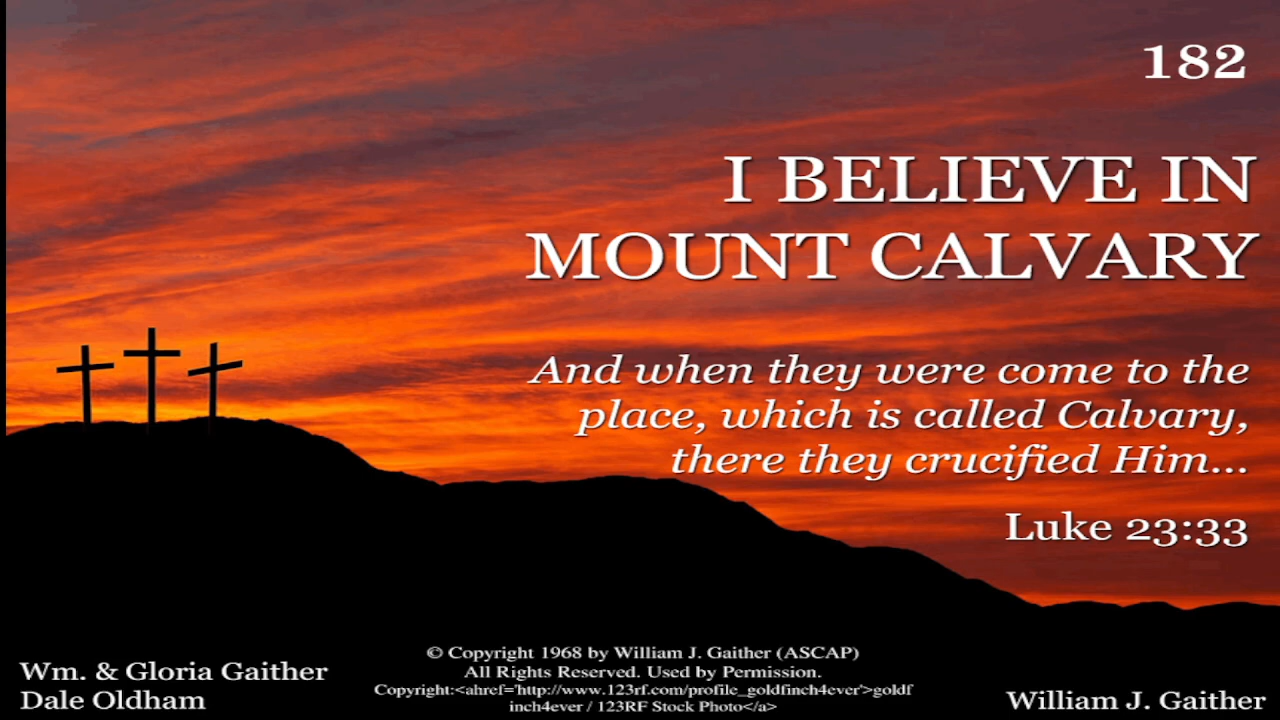 182
I BELIEVE IN
MOUNT CALVARY
And when they were come to the
place, which is called Calvary,
there they crucified Him...
Luke 23:33
Wm. & Gloria Gaither
Dale Oldham
© Copyright 1968 by William J. Gaither (ASCAP)
All Rights Reserved. Used by Permission.
Copyright:<ahref='http://www.123rf.com/profile_goldfinch4ever'>goldf
inch4ever / 123RF Stock Photo</a>
William J. Gaither